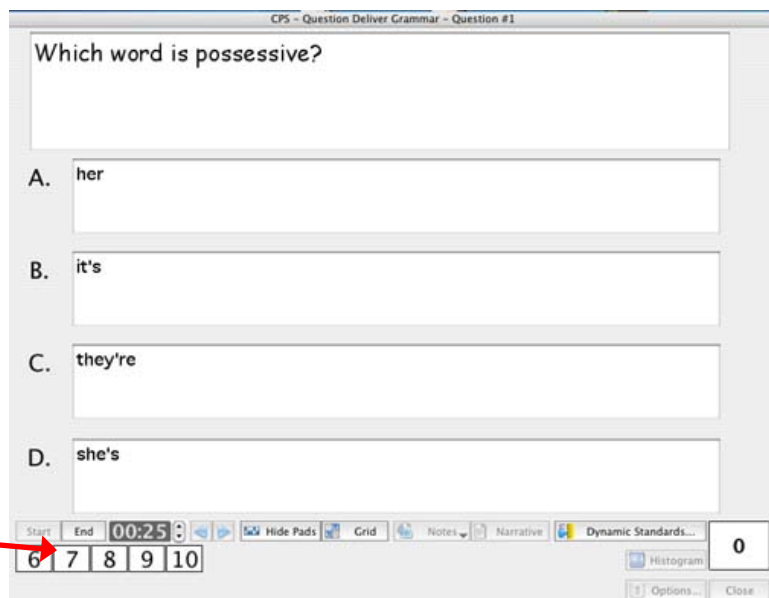 CPS - Question Deliver Grammar - Question #1
Which word is possessive?
A. her
B. it's
C. they're
D. she's
Start End 00:25 Hide Pads Grid Notes Narrative Dynamic Standards... 0
6 7 8 9 10
Histogram
Options... Close